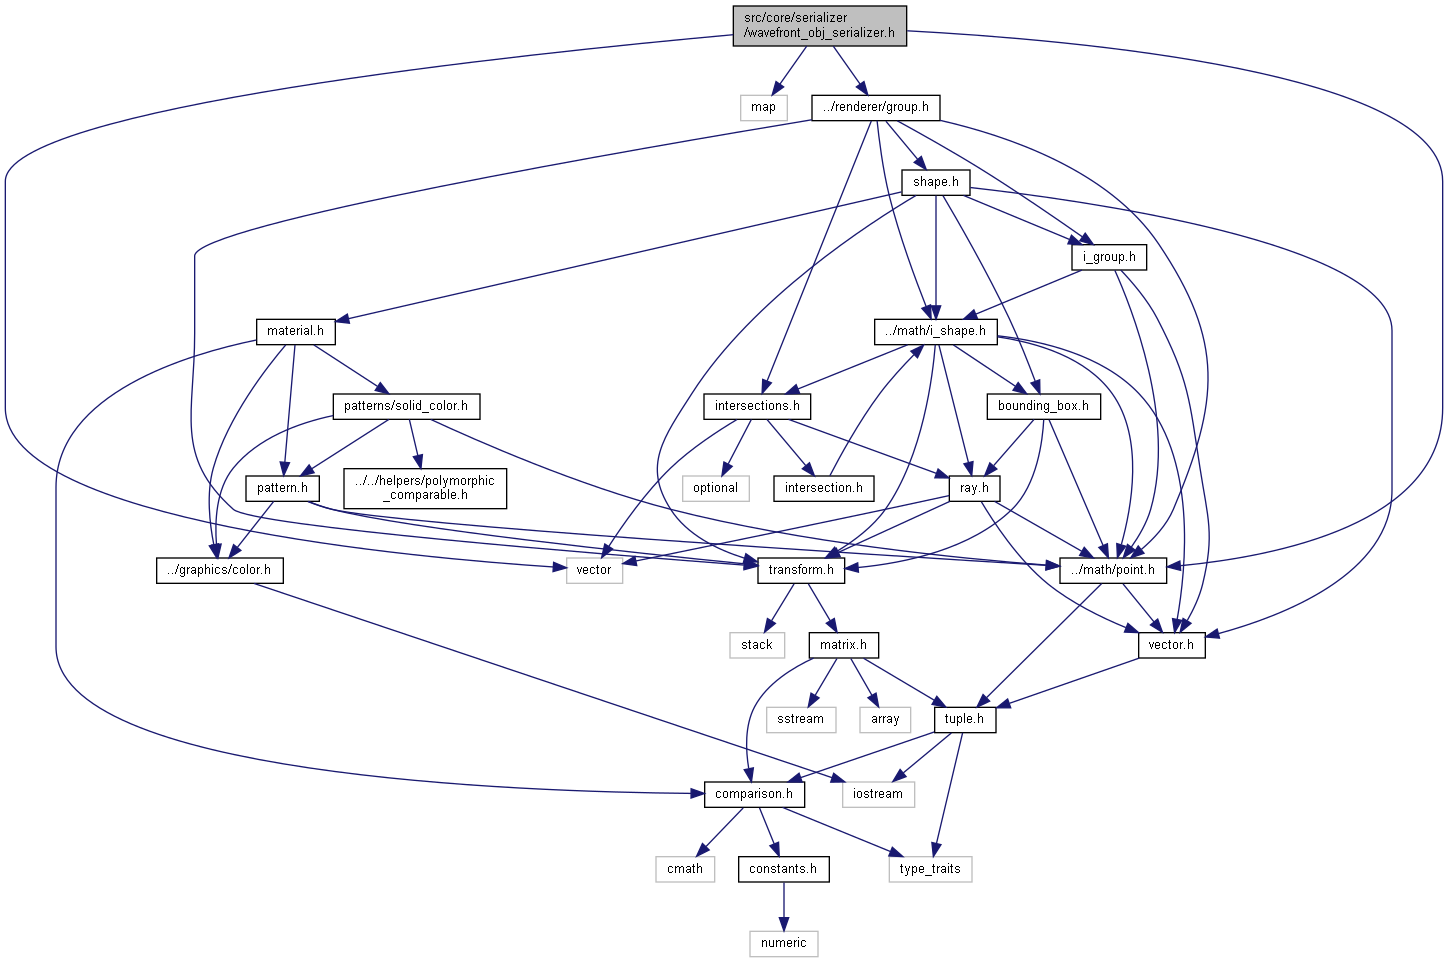 src/core/serializer
/wavefront_obj_serializer.h
map
../renderer/group.h
shape.h
i_group.h
material.h
../math/i_shape.h
patterns/solid_color.h
intersections.h
bounding_box.h
pattern.h
../../helpers/polymorphic
_comparable.h
optional
intersection.h
ray.h
../graphics/color.h
vector
transform.h
../math/point.h
stack
matrix.h
vector.h
sstream
array
tuple.h
comparison.h
iostream
cmath
constants.h
type_traits
numeric